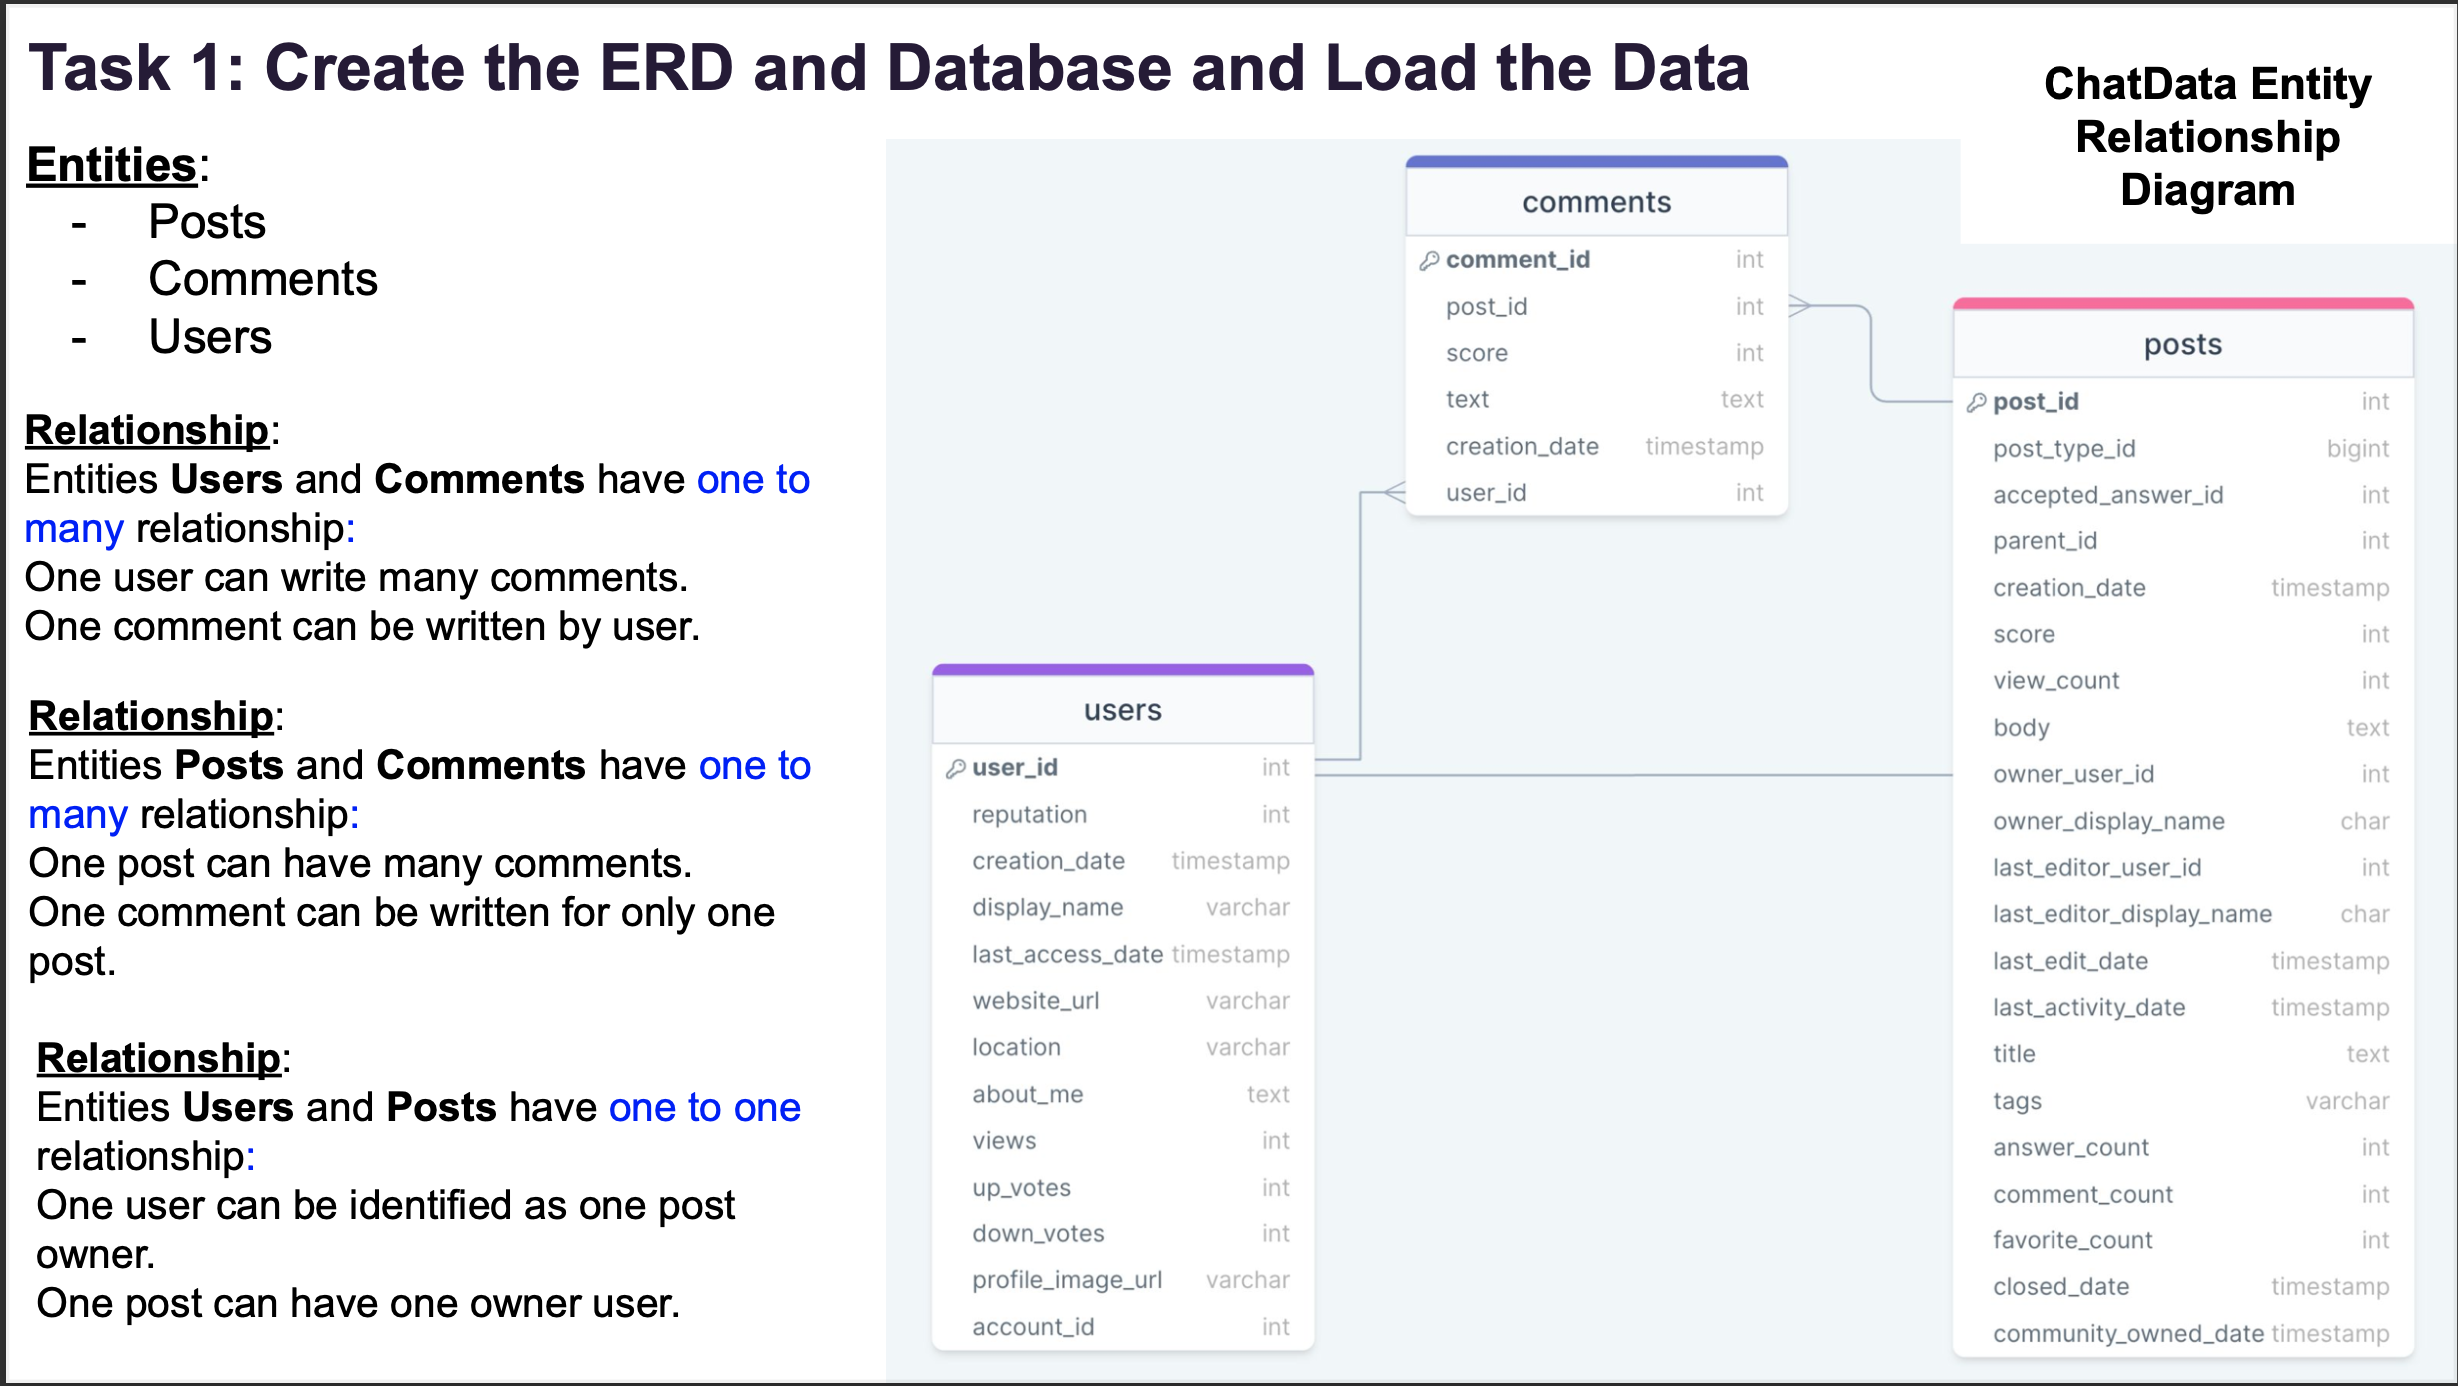 Task 1: Create the ERD and Database and Load the Data
ChatData Entity
Relationship
Diagram
Entities:
- Posts
- Comments
- Users
Relationship:
Entities Users and Comments have one to
many relationship:
One user can write many comments.
One comment can be written by user.
Relationship:
Entities Posts and Comments have one to
many relationship:
One post can have many comments.
One comment can be written for only one
post.
Relationship:
Entities Users and Posts have one to one
relationship:
One user can be identified as one post
owner.
One post can have one owner user.
comments
comment_id int
post_id int
score int
text text
creation_date timestamp
user_id int
users
user_id int
reputation int
creation_date timestamp
display_name varchar
last_access_date timestamp
website_url varchar
location varchar
about_me text
views int
up_votes int
down_votes int
profile_image_url varchar
account_id int
posts
post_id int
post_type_id bigint
accepted_answer_id int
parent_id int
creation_date timestamp
score int
view_count int
body text
owner_user_id int
owner_display_name char
last_editor_user_id int
last_editor_display_name char
last_edit_date timestamp
last_activity_date timestamp
title text
tags varchar
answer_count int
comment_count int
favorite_count int
closed_date timestamp
community_owned_date timestamp